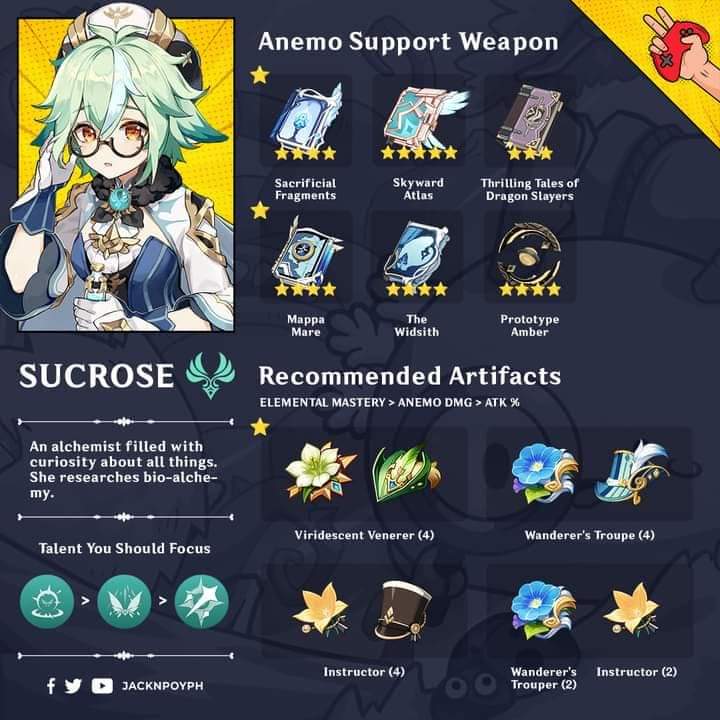 Anemo Support Weapon
Sacrificial
Fragments
Skyward
Atlas
Thrilling Tales of
Dragon Slayers
Mappa
Mare
The
Widsith
Prototype
Amber
SUCROSE
An alchemist filled with
curiosity about all things.
She researches bio-alche-
my.
Talent You Should Focus
> >
JACKNPOYPH
Recommended Artifacts
ELEMENTAL MASTERY > ANEMO DMG > ATK %
Viridescent Venerer (4)
Wanderer's Troupe (4)
Instructor (4)
Wanderer's
Trouper (2)
Instructor (2)